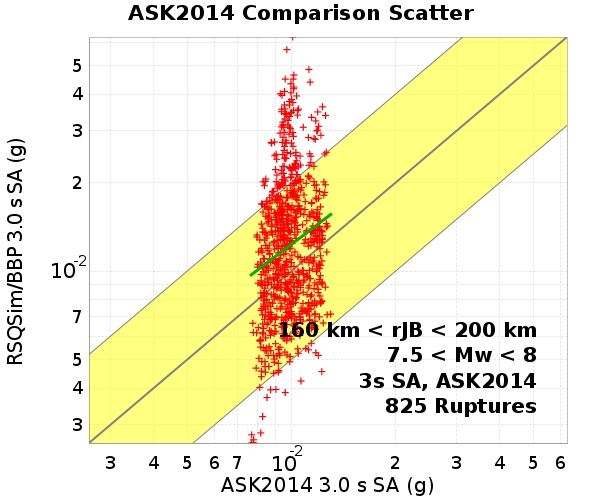 ASK2014 Comparison Scatter
RSQSim/BBP 3.0 s SA (g)
5
4
3
2
10-2
7
5
4
3
160 km < rJB < 200 km
7.5 < Mw < 8
3s SA, ASK2014
825 Ruptures
3 4 5 6 7 10-2 2 3 4 5 6
ASK2014 3.0 s SA (g)